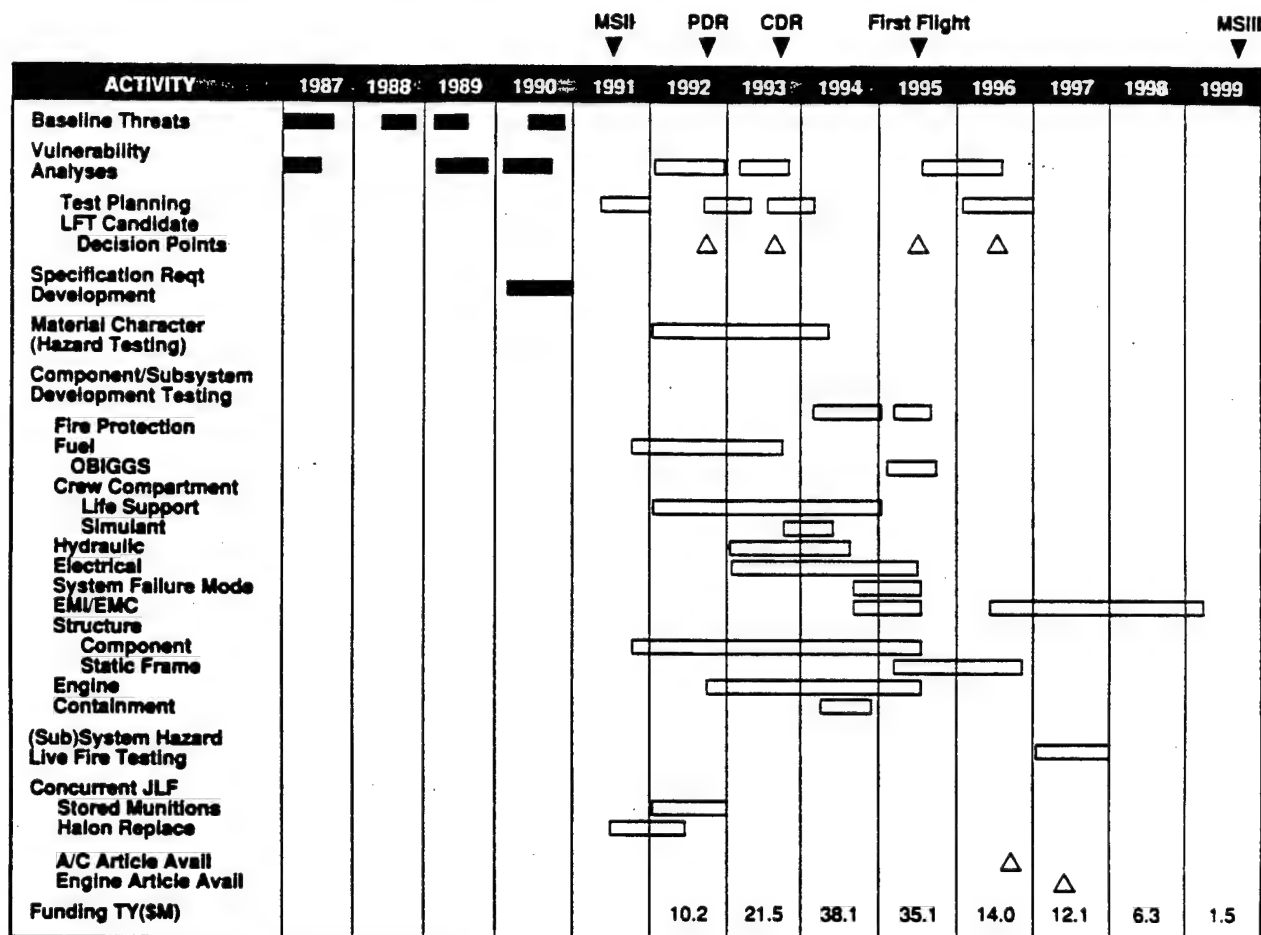 MSII PDR CDR First Flight MSIII
ACTIVITY 1987 1988 1989 1990 1991 1992 1993 1994 1995 1996 1997 1998 1999
Baseline Threats
Vulnerability
Analyses
Test Planning
LFT Candidate
Decision Points
Specification Reqt
Development
Material Character
(Hazard Testing)
Component/Subsystem
Development Testing
Fire Protection
Fuel
OBIGGS
Crew Compartment
Life Support
Simulant
Hydraulic
Electrical
System Failure Mode
EMI/EMC
Structure
Component
Static Frame
Engine
Containment
(Sub)System Hazard
Live Fire Testing
Concurrent JLF
Stored Munitions
Halon Replace
A/C Article Avail
Engine Article Avail
Funding TY($M) 10.2 21.5 38.1 35.1 14.0 12.1 6.3 1.5